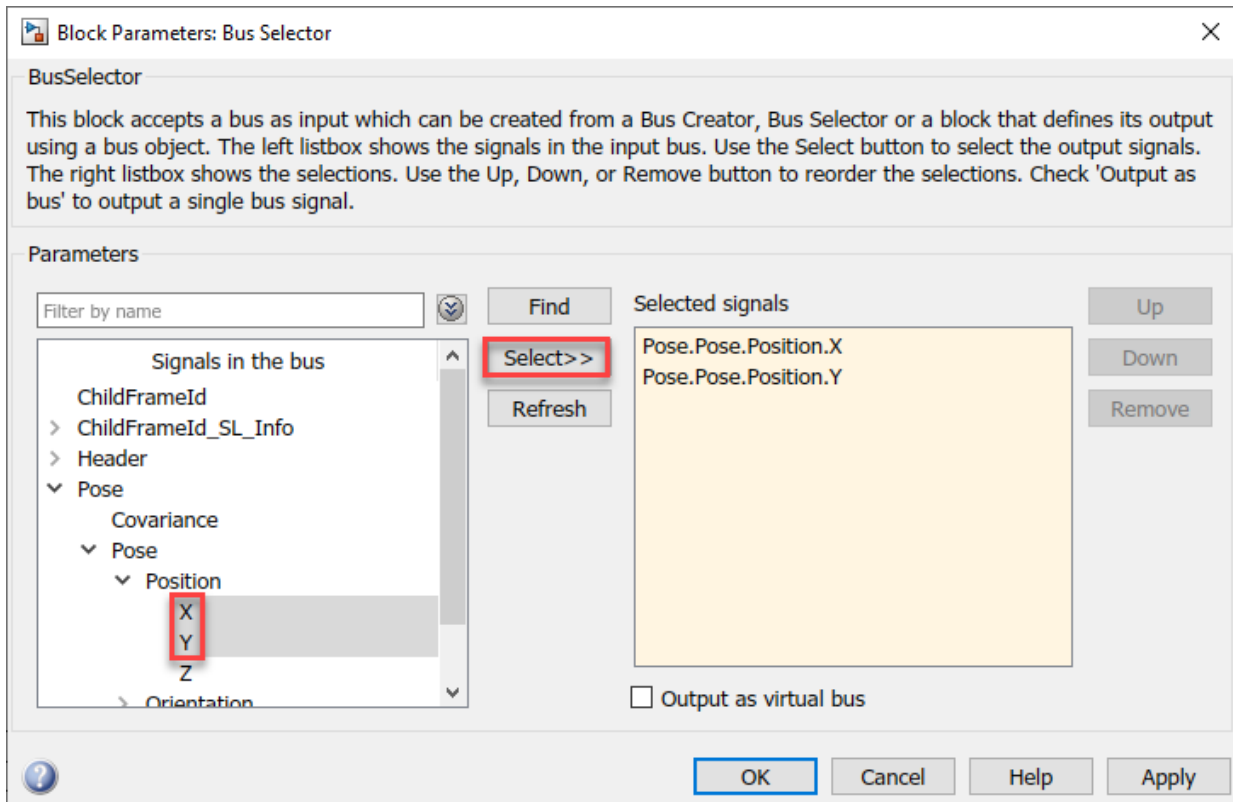 Block Parameters: Bus Selector
BusSelector
This block accepts a bus as input which can be created from a Bus Creator, Bus Selector or a block that defines its output
using a bus object. The left listbox shows the signals in the input bus. Use the Select button to select the output signals.
The right listbox shows the selections. Use the Up, Down, or Remove button to reorder the selections. Check 'Output as
bus' to output a single bus signal.
Parameters
Filter by name
Find
Selected signals
Up
Signals in the bus
Select>>
Pose.Pose.Position.X
Down
ChildFrameId
Pose.Pose.Position.Y
Refresh
Remove
ChildFrameId_SL_Info
Header
Pose
Covariance
Pose
Position
X
Y
Z
Orientation
Output as virtual bus
?
OK
Cancel
Help
Apply